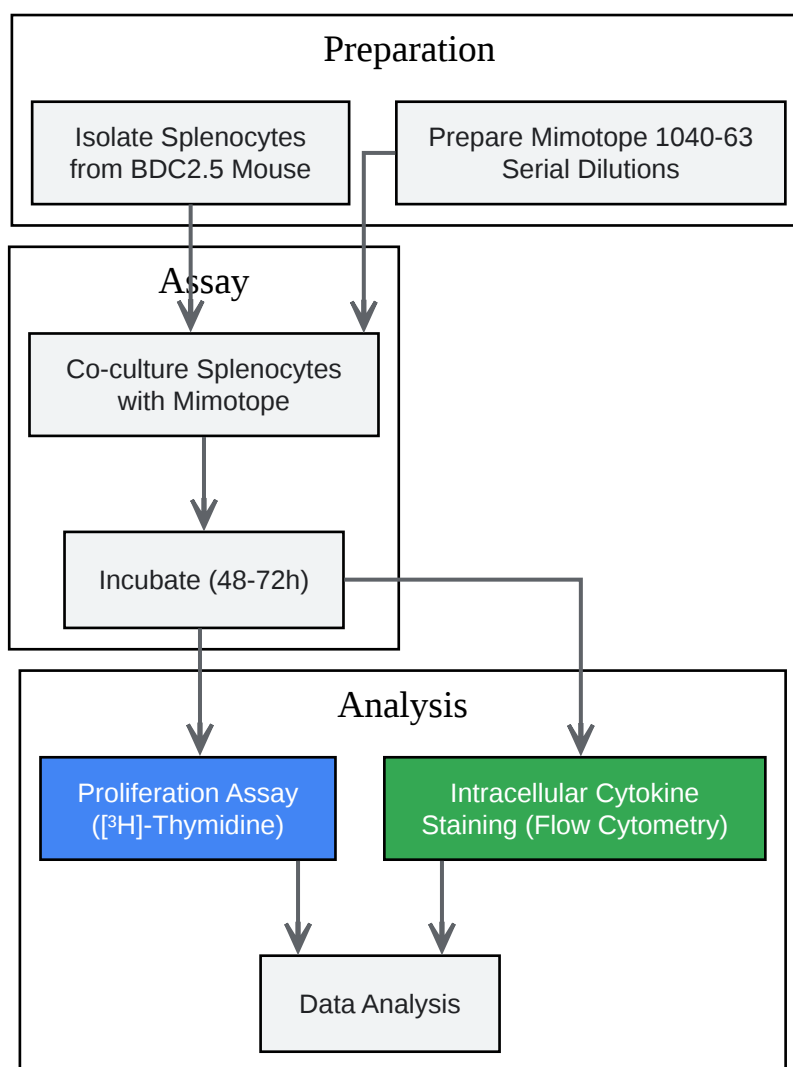 Preparation
Isolate Splenocytes
from BDC2.5 Mouse
Prepare Mimotope 1040-63
Serial Dilutions
Assay
Co-culture Splenocytes
with Mimotope
Incubate (48-72h)
Analysis
Proliferation Assay
([³H]-Thymidine)
Intracellular Cytokine
Staining (Flow Cytometry)
Data Analysis